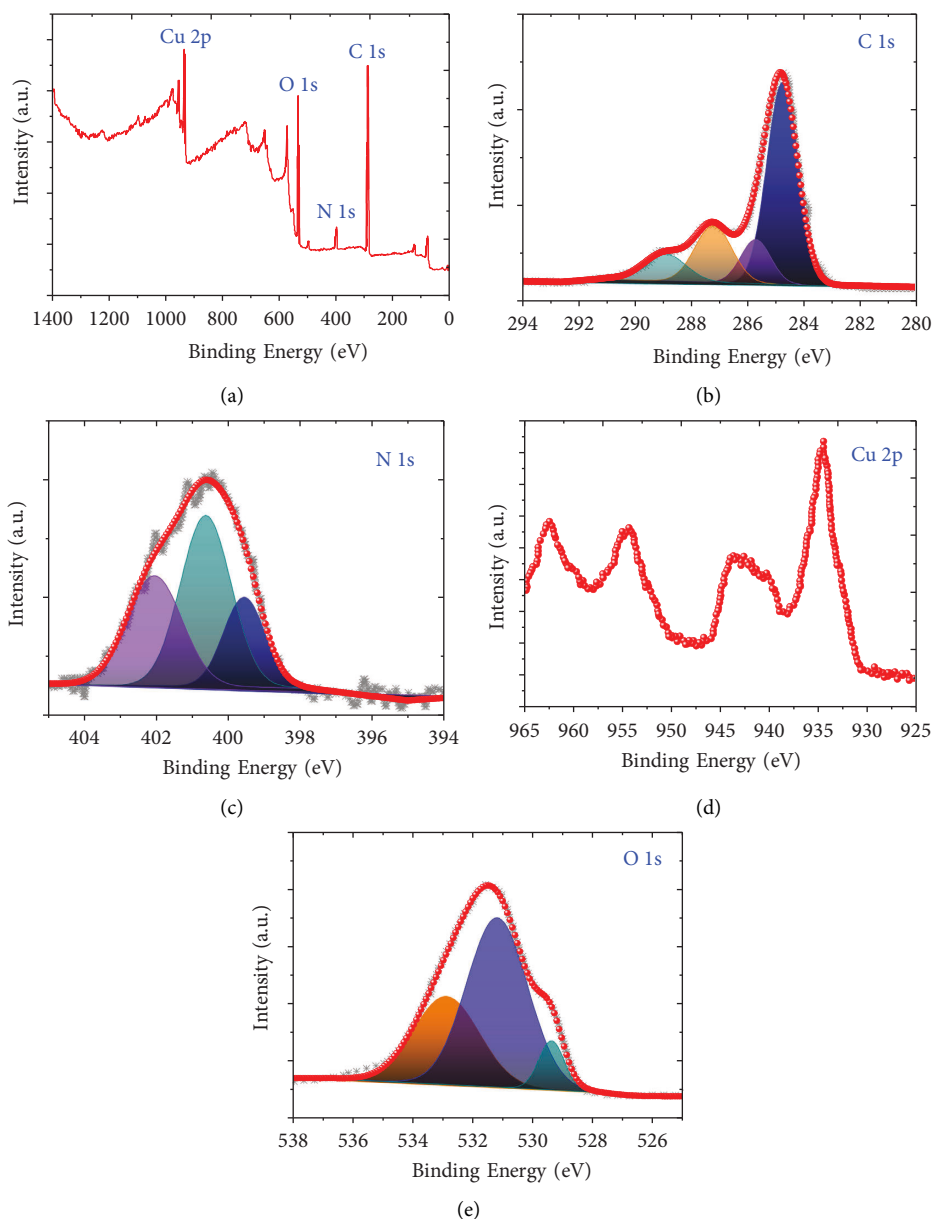 Cu 2p
C 1s
O 1s
N 1s
Intensity (a.u.)
1400 1200 1000 800 600 400 200 0
Binding Energy (eV)
(a)
C 1s
Intensity (a.u.)
294 292 290 288 286 284 282 280
Binding Energy (eV)
(b)
N 1s
Intensity (a.u.)
404 402 400 398 396 394
Binding Energy (eV)
(c)
Cu 2p
Intensity (a.u.)
965 960 955 950 945 940 935 930 925
Binding Energy (eV)
(d)
O 1s
Intensity (a.u.)
538 536 534 532 530 528 526
Binding Energy (eV)
(e)